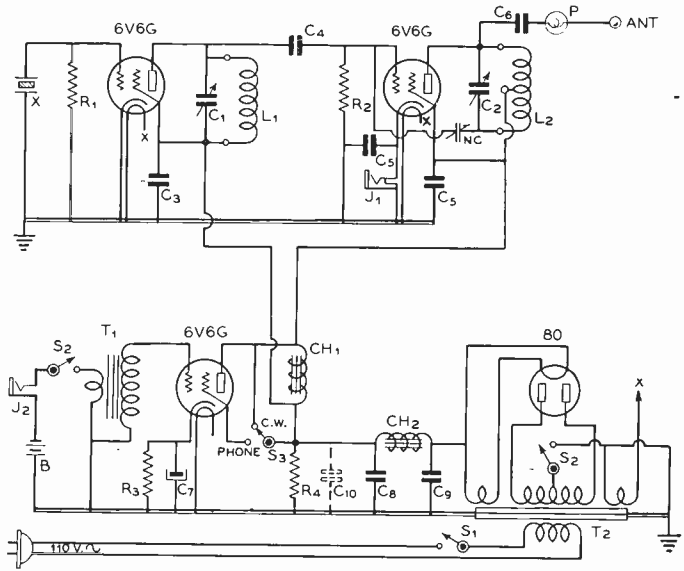 6V6G
C4
6V6G
C6
P
ANT
X
R1
C1
L1
R2
C2
L2
X
X
NC
C5
J1
C3
C5
T1
6V6G
80
S2
CH1
X
J2
C.W.
CH2
S2
PHONE
S3
B
R3
C7
R4
C10
C8
C9
T2
110 V.
S1